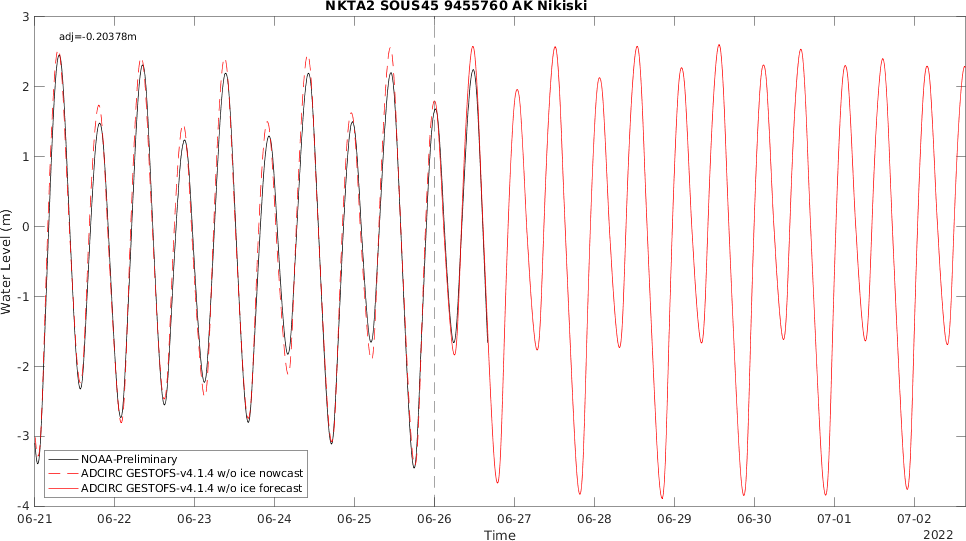 NKTA2 SOUS45 9455760 AK Nikiski
adj=-0.20378m
Water Level (m)
3
2
1
0
-1
-2
-3
-4
NOAA-Preliminary
ADCIRC GESTOFS-v4.1.4 w/o ice nowcast
ADCIRC GESTOFS-v4.1.4 w/o ice forecast
06-21 06-22 06-23 06-24 06-25 06-26 06-27 06-28 06-29 06-30 07-01 07-02
Time
2022